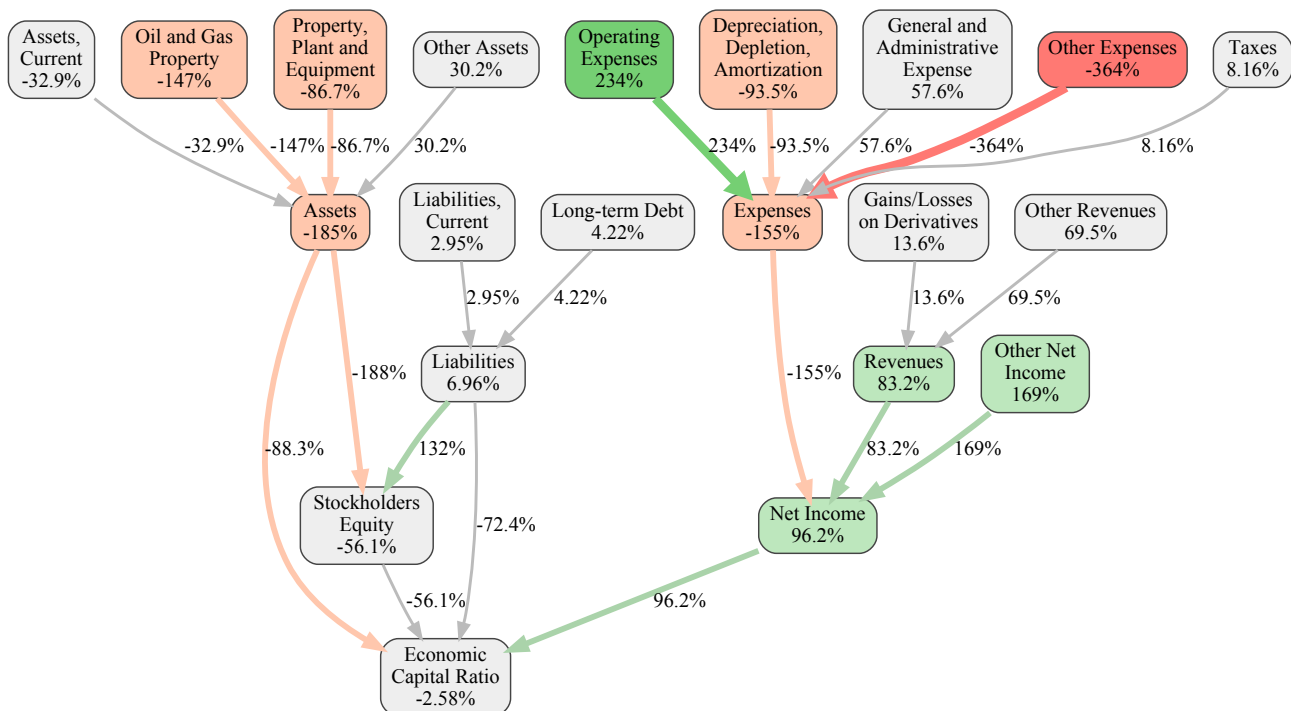 Assets,
Current
-32.9%
Oil and Gas
Property
-147%
Property,
Plant and
Equipment
-86.7%
Other Assets
30.2%
Operating
Expenses
234%
Depreciation,
Depletion,
Amortization
-93.5%
General and
Administrative
Expense
57.6%
Other Expenses
-364%
Taxes
8.16%
-32.9%
-147%
-86.7%
30.2%
234%
-93.5%
57.6%
-364%
8.16%
Assets
-185%
Liabilities,
Current
2.95%
Long-term Debt
4.22%
Expenses
-155%
Gains/Losses
on Derivatives
13.6%
Other Revenues
69.5%
2.95%
4.22%
13.6%
69.5%
-188%
Liabilities
6.96%
-155%
Revenues
83.2%
Other Net
Income
169%
-88.3%
132%
83.2%
169%
Stockholders
Equity
-56.1%
-72.4%
Net Income
96.2%
-56.1%
96.2%
Economic
Capital Ratio
-2.58%